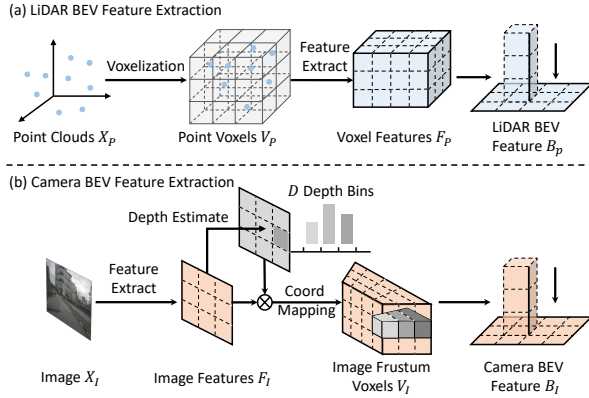 (a) LiDAR BEV Feature Extraction
Voxelization
Feature
Extract
Point Clouds X_P
Point Voxels V_P
Voxel Features F_P
LiDAR BEV
Feature B_p
(b) Camera BEV Feature Extraction
D Depth Bins
Depth Estimate
Feature
Extract
Coord
Mapping
Image X_I
Image Features F_I
Image Frustum
Voxels V_I
Camera BEV
Feature B_I